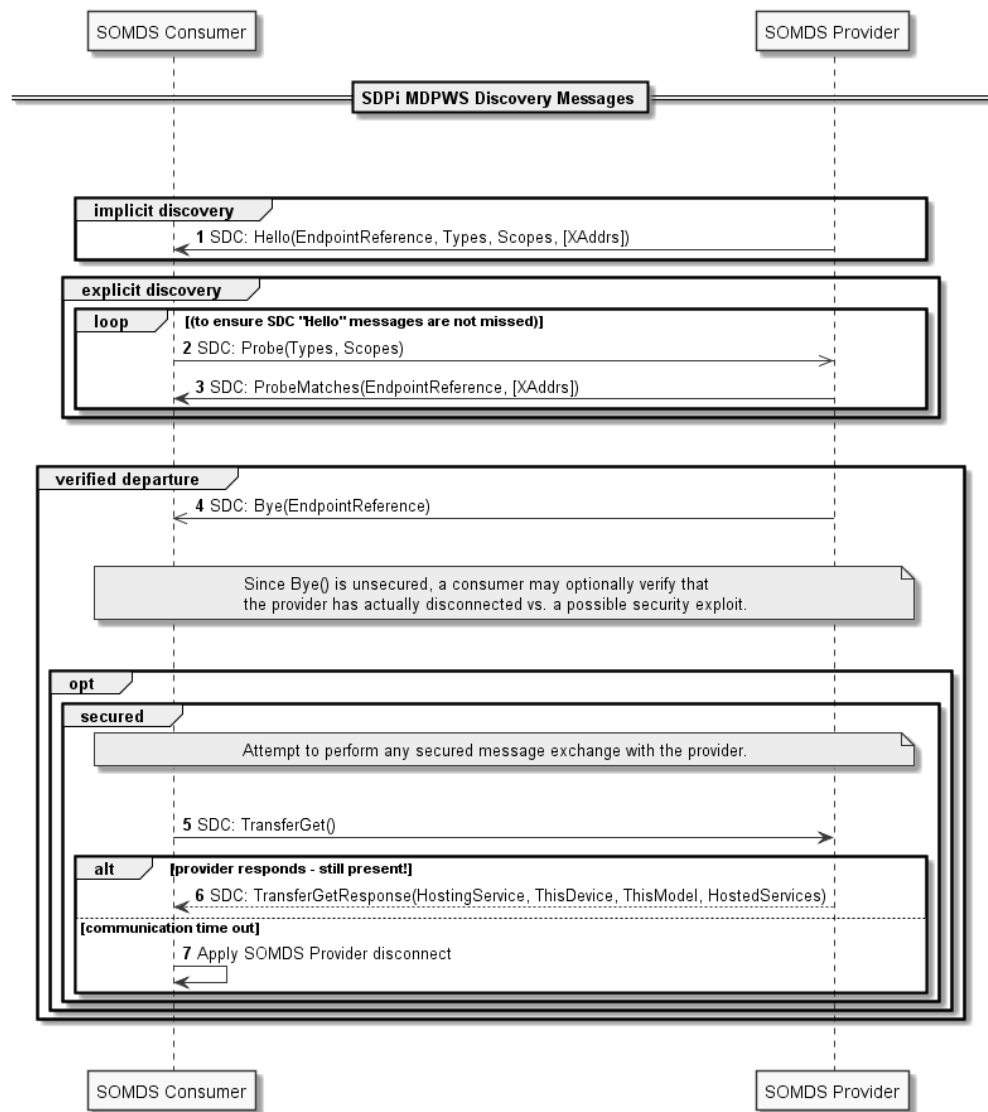 SOMDS Consumer
SOMDS Provider
SDPi MDPWS Discovery Messages
implicit discovery
1 SDC: Hello(EndpointReference, Types, Scopes, [XAddrs])
explicit discovery
loop
[(to ensure SDC "Hello" messages are not missed)]
2 SDC: Probe(Types, Scopes)
3 SDC: ProbeMatches(EndpointReference, [XAddrs])
verified departure
4 SDC: Bye(EndpointReference)
Since Bye() is unsecured, a consumer may optionally verify that
the provider has actually disconnected vs. a possible security exploit.
opt
secured
Attempt to perform any secured message exchange with the provider.
5 SDC: TransferGet()
alt
[provider responds - still present!]
6 SDC: TransferGetResponse(HostingService, ThisDevice, ThisModel, HostedServices)
[communication time out]
7 Apply SOMDS Provider disconnect
SOMDS Consumer
SOMDS Provider